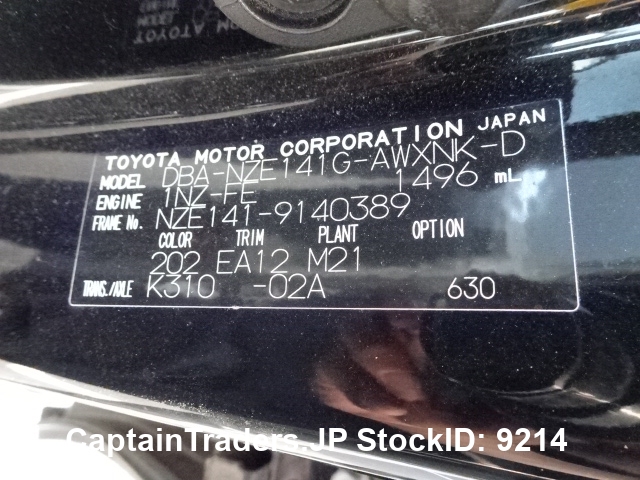 TOYOTA MOTOR CORPORATION JAPAN
MODEL DBA-NZE141G-AWXNK-D
ENGINE 1NZ-FE 1496 mL
FRAME No. NZE141-9140389
COLOR TRIM PLANT OPTION
202 EA12 M21
TRANS./AXLE K310 -02A 630
CaptainTraders.JP StockID: 9214